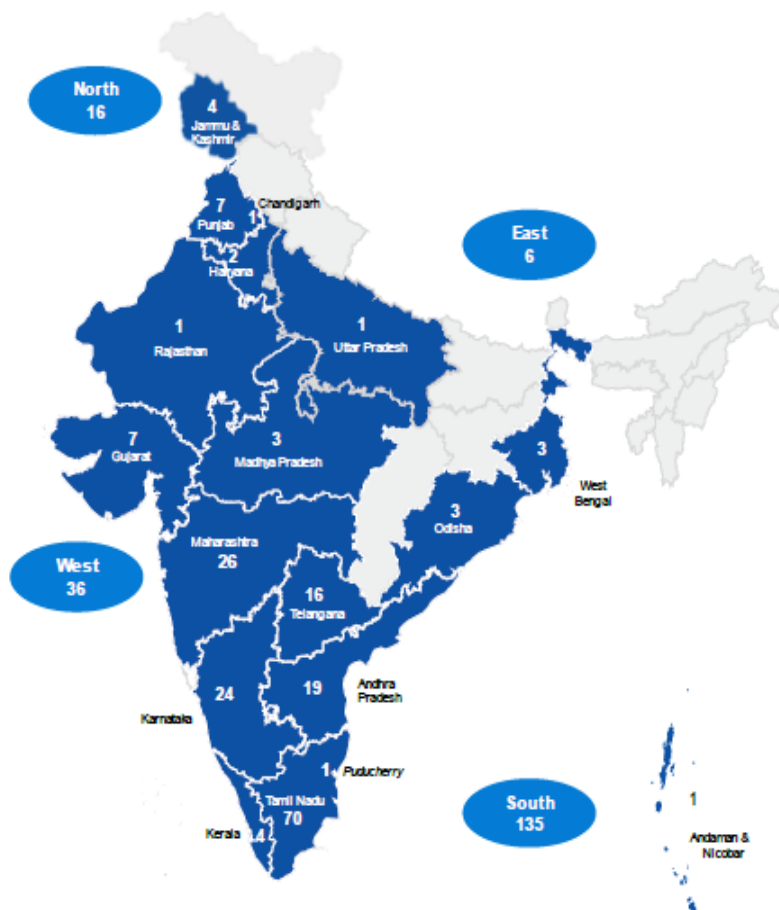 North
16
4
Jammu &
Kashmir
Chandigarh
7
1
Punjab
2
Haryana
East
6
1
Rajasthan
1
Uttar Pradesh
7
Gujarat
3
Madhya Pradesh
3
West
Bengal
3
Odisha
Maharashtra
26
West
36
16
Telangana
24
Karnataka
19
Andhra
Pradesh
1
Puducherry
Tamil Nadu
70
Kerala
4
South
135
1
Andaman &
Nicobar